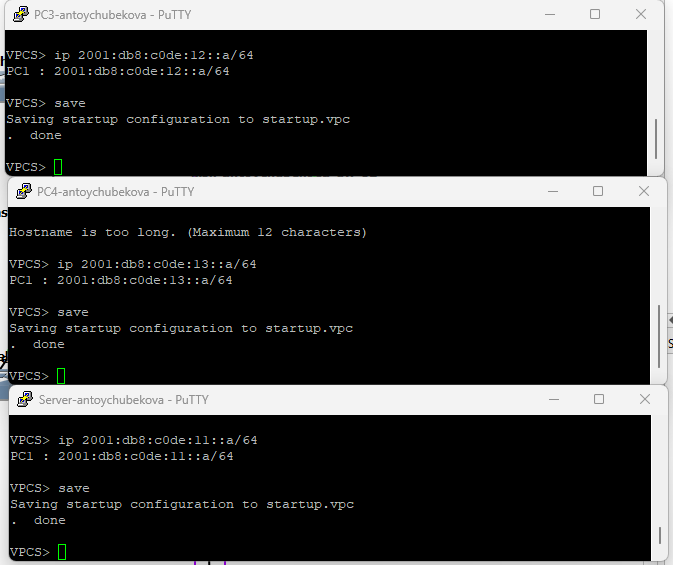 PC3-antoychubekova - PuTTY
VPCS> ip 2001:db8:c0de:12::a/64
PC1 : 2001:db8:c0de:12::a/64
VPCS> save
Saving startup configuration to startup.vpc
.  done
VPCS>
PC4-antoychubekova - PuTTY
Hostname is too long. (Maximum 12 characters)
VPCS> ip 2001:db8:c0de:13::a/64
PC1 : 2001:db8:c0de:13::a/64
VPCS> save
Saving startup configuration to startup.vpc
.  done
VPCS>
Server-antoychubekova - PuTTY
VPCS> ip 2001:db8:c0de:11::a/64
PC1 : 2001:db8:c0de:11::a/64
VPCS> save
Saving startup configuration to startup.vpc
.  done
VPCS>